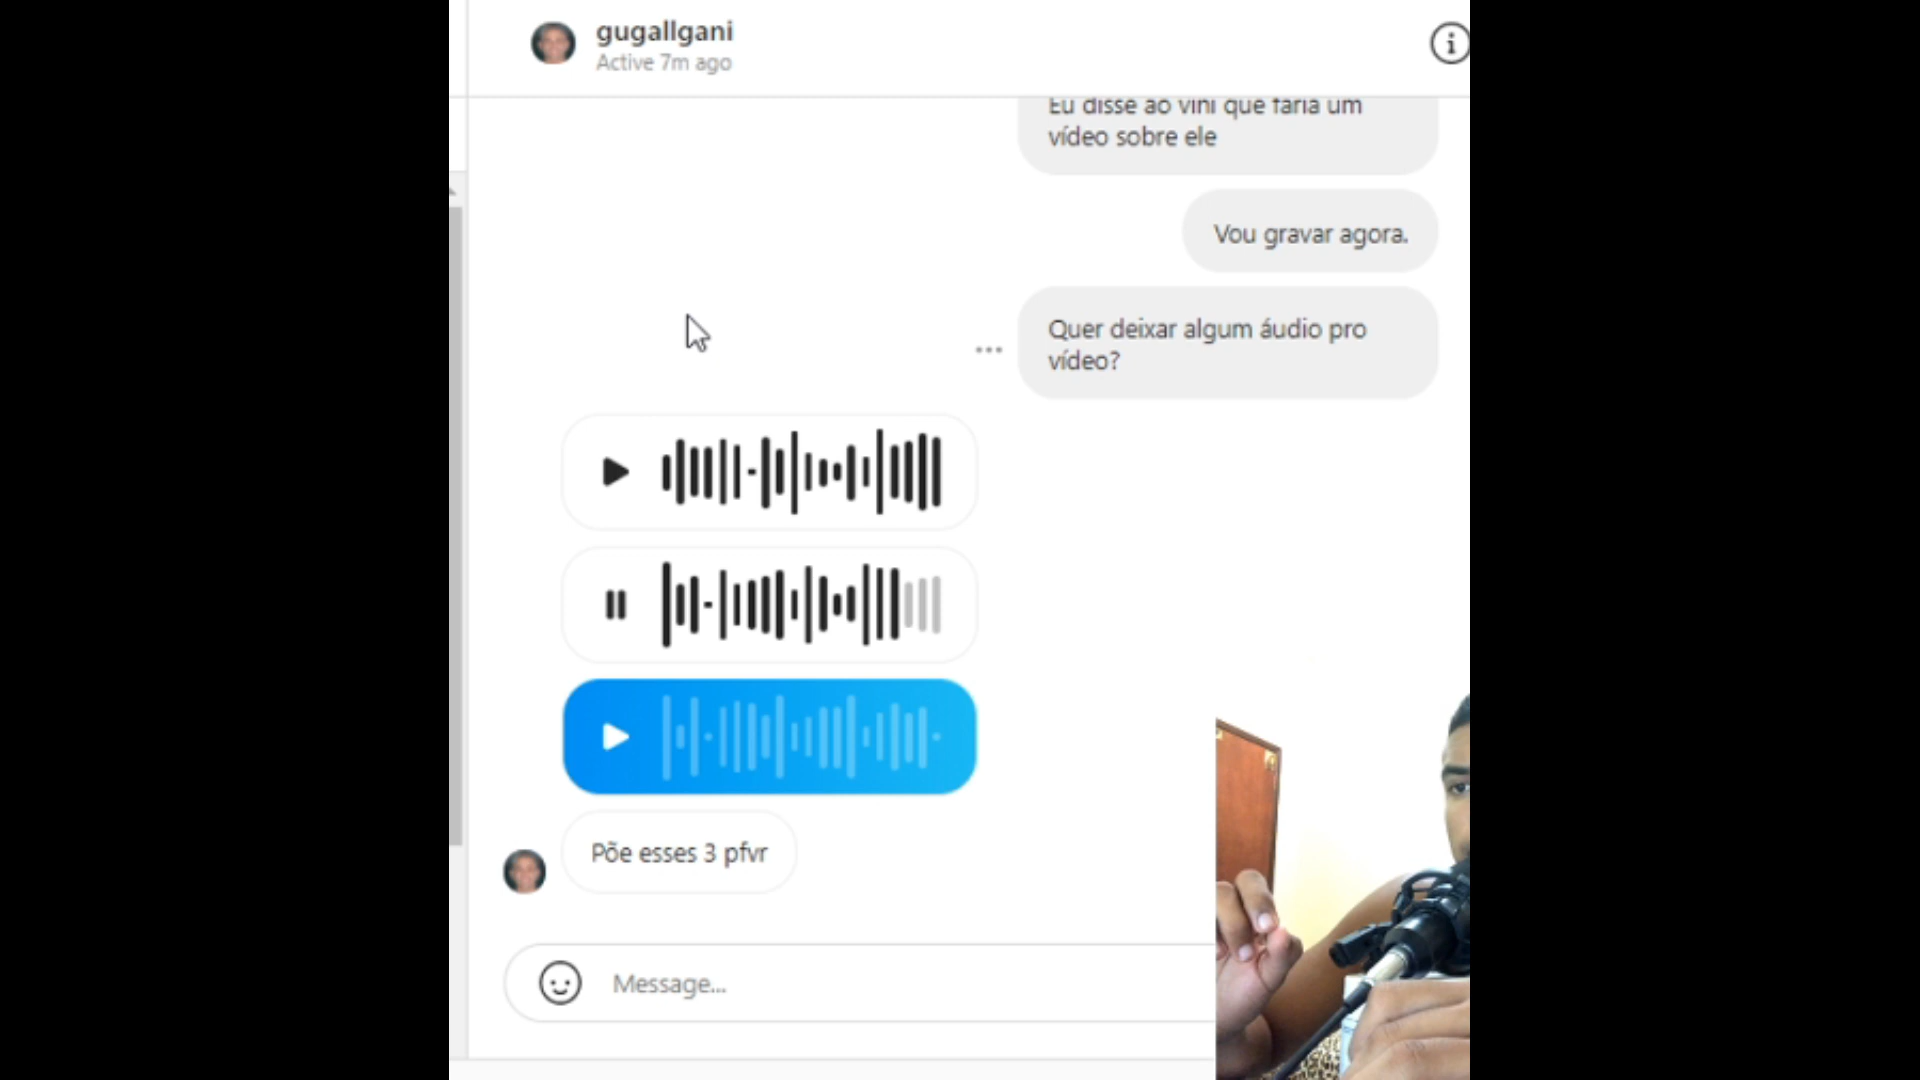 gugallgani
Active 7m ago
Eu disse ao vini que faria um
vídeo sobre ele
Vou gravar agora.
Quer deixar algum áudio pro
vídeo?
Põe esses 3 pfvr
Message...